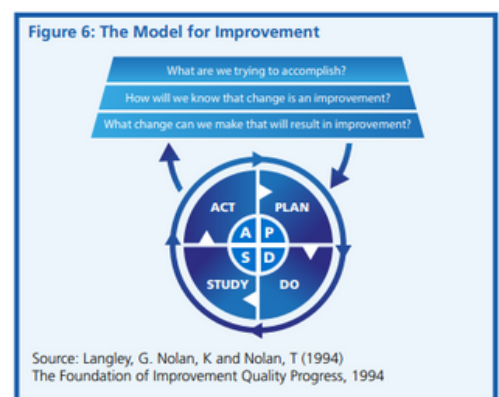 Figure 6: The Model for Improvement
What are we trying to accomplish?
How will we know that change is an improvement?
What change can we make that will result in improvement?
ACT
PLAN
A
P
S
D
STUDY
DO
Source: Langley, G. Nolan, K and Nolan, T (1994)
The Foundation of Improvement Quality Progress, 1994